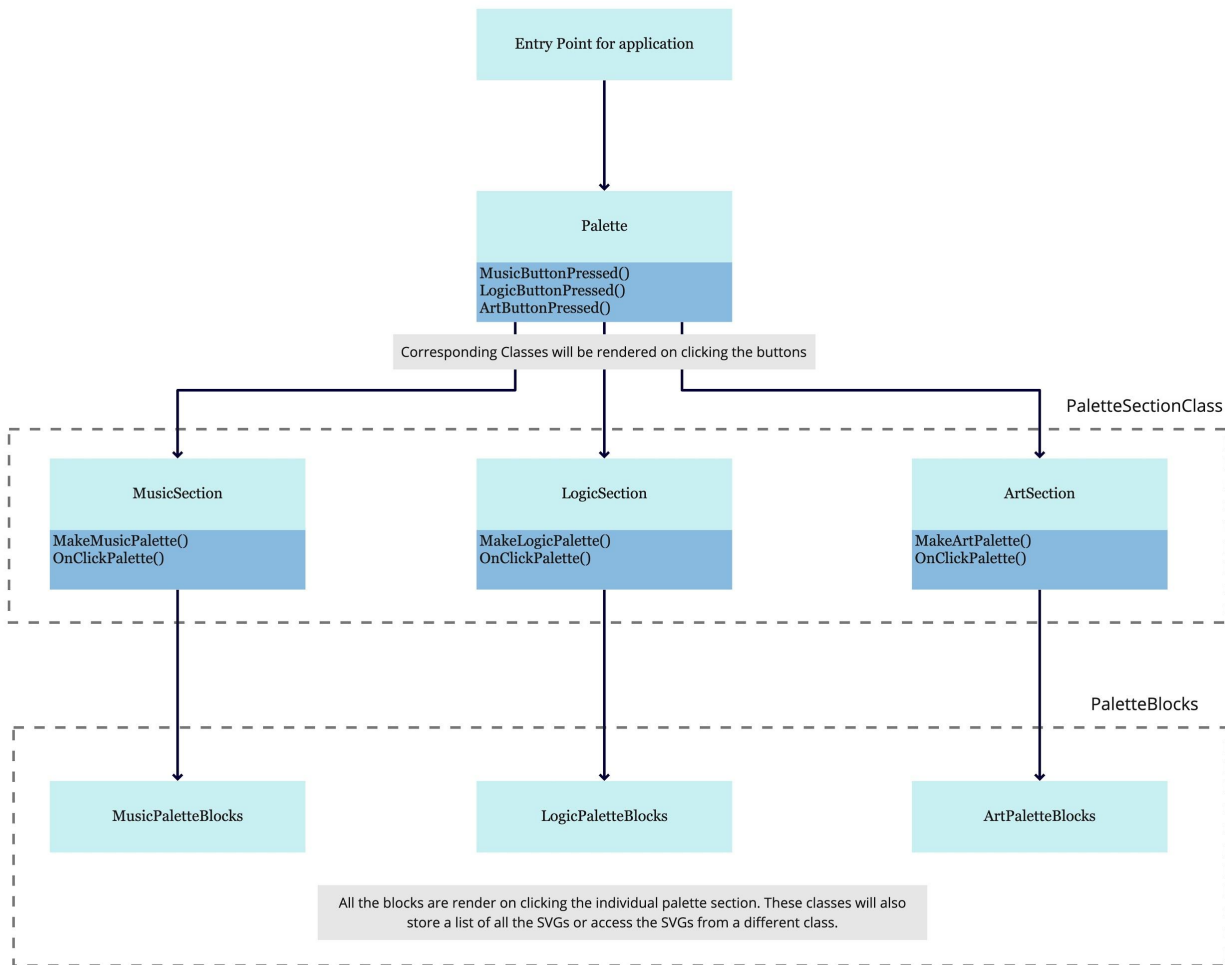 Entry Point for application
Palette
MusicButtonPressed()
LogicButtonPressed()
ArtButtonPressed()
Corresponding Classes will be rendered on clicking the buttons
PaletteSectionClass
MusicSection
MakeMusicPalette()
OnClickPalette()
LogicSection
MakeLogicPalette()
OnClickPalette()
ArtSection
MakeArtPalette()
OnClickPalette()
PaletteBlocks
MusicPaletteBlocks
LogicPaletteBlocks
ArtPaletteBlocks
All the blocks are render on clicking the individual palette section. These classes will also
store a list of all the SVGs or access the SVGs from a different class.